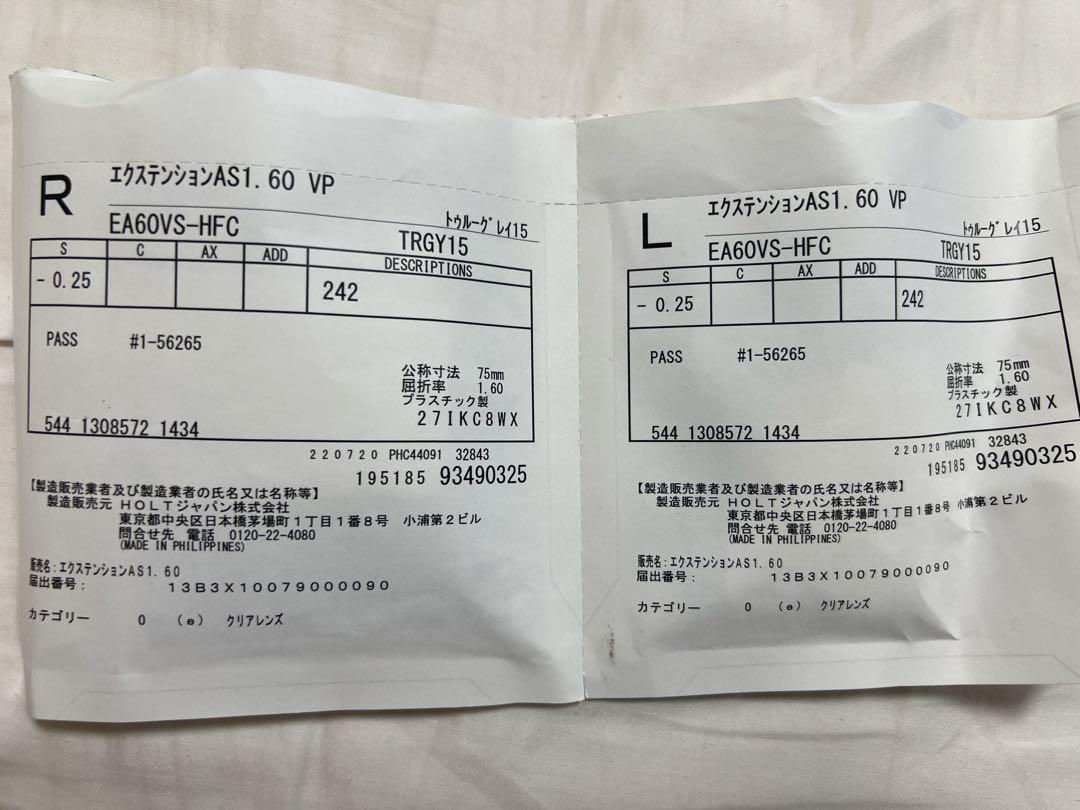 R
エクステンションAS1.60 VP
EA60VS-HFC
トゥルーグレイ15
TRGY15
S C AX ADD DESCRIPTIONS
- 0.25 242
PASS #1-56265
公称寸法 75mm
屈折率 1.60
プラスチック製
27IKC8WX
544 1308572 1434
220720 PHC44091 32843
195185 93490325
【製造販売業者及び製造業者の氏名又は名称等】
製造販売元 HOLTジャパン株式会社
東京都中央区日本橋茅場町1丁目1番8号 小浦第2ビル
問合せ先 電話 0120-22-4080
(MADE IN PHILIPPINES)
販売名:エクステンションAS1.60
届出番号: 13B3X10079000090
カテゴリー 0 (e) クリアレンズ
L
エクステンションAS1.60 VP
EA60VS-HFC
トゥルーグレイ15
TRGY15
S C AX ADD DESCRIPTIONS
- 0.25 242
PASS #1-56265
公称寸法 75mm
屈折率 1.60
プラスチック製
27IKC8WX
544 1308572 1434
220720 PHC44091 32843
195185 93490325
【製造販売業者及び製造業者の氏名又は名称等】
製造販売元 HOLTジャパン株式会社
東京都中央区日本橋茅場町1丁目1番8号 小浦第2ビル
問合せ先 電話 0120-22-4080
(MADE IN PHILIPPINES)
販売名:エクステンションAS1.60
届出番号: 13B3X10079000090
カテゴリー 0 (e) クリアレンズ